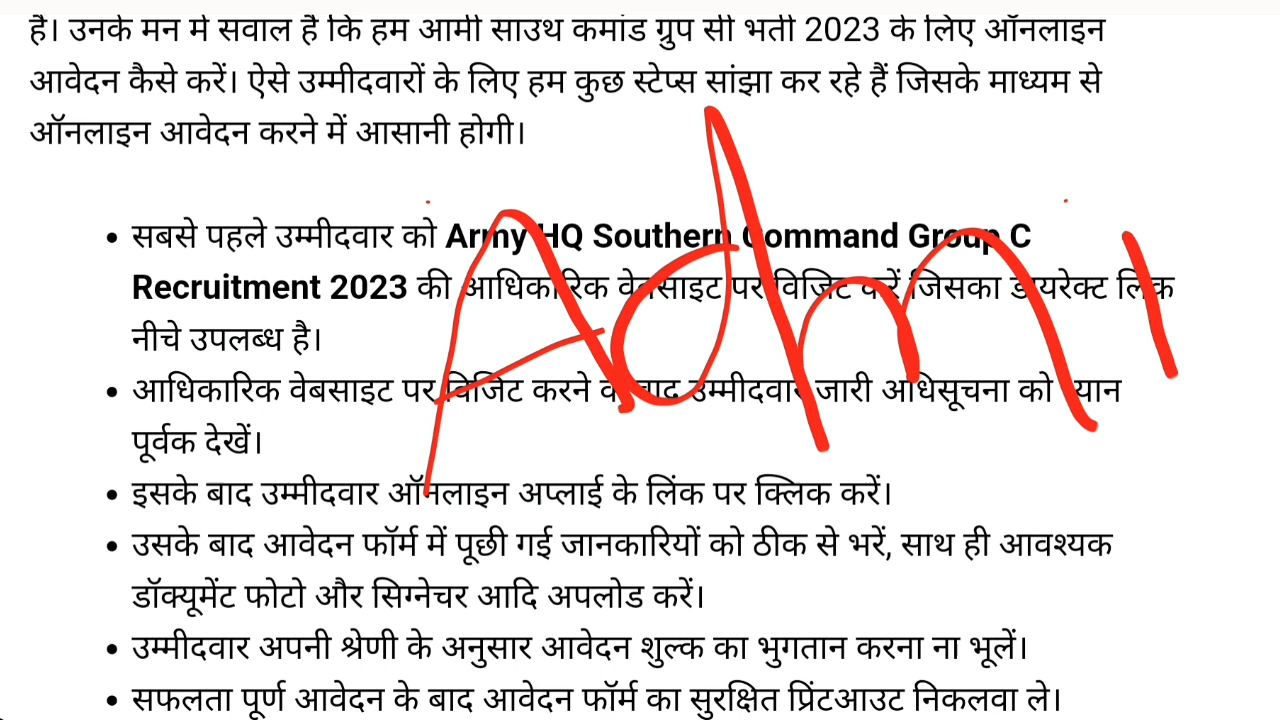 है। उनके मन में सवाल है कि हम आर्मी साउथ कमांड ग्रुप सी भर्ती 2023 के लिए ऑनलाइन
आवेदन कैसे करें। ऐसे उम्मीदवारों के लिए हम कुछ स्टेप्स सांझा कर रहे हैं जिसके माध्यम से
ऑनलाइन आवेदन करने में आसानी होगी।
• सबसे पहले उम्मीदवार को Army HQ Southern Command Group C
Recruitment 2023 की आधिकारिक वेबसाइट पर विजिट करें जिसका डायरेक्ट लिंक
नीचे उपलब्ध है।
• आधिकारिक वेबसाइट पर विजिट करने के बाद उम्मीदवार जारी अधिसूचना को ध्यान
पूर्वक देखें।
• इसके बाद उम्मीदवार ऑनलाइन अप्लाई के लिंक पर क्लिक करें।
• उसके बाद आवेदन फॉर्म में पूछी गई जानकारियों को ठीक से भरें, साथ ही आवश्यक
डॉक्यूमेंट फोटो और सिग्नेचर आदि अपलोड करें।
• उम्मीदवार अपनी श्रेणी के अनुसार आवेदन शुल्क का भुगतान करना ना भूलें।
• सफलता पूर्ण आवेदन के बाद आवेदन फॉर्म का सुरक्षित प्रिंटआउट निकलवा ले।
Admi